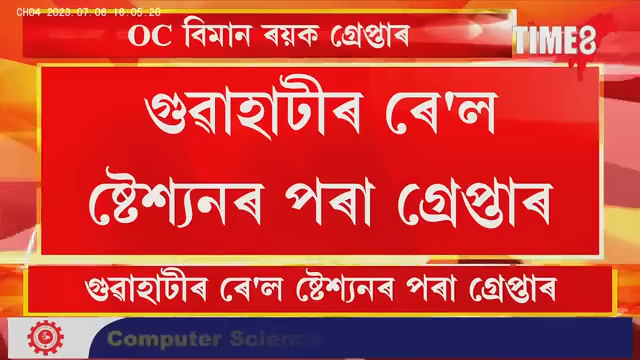 CH04 2023.07.06 16:05:20
OC বিমান ৰয়ক গ্ৰেপ্তাৰ
TIME8
গুৱাহাটীৰ ৰে'ল
ষ্টেশ্যনৰ পৰা গ্ৰেপ্তাৰ
গুৱাহাটীৰ ৰে'ল ষ্টেশ্যনৰ পৰা গ্ৰেপ্তাৰ
Computer Science